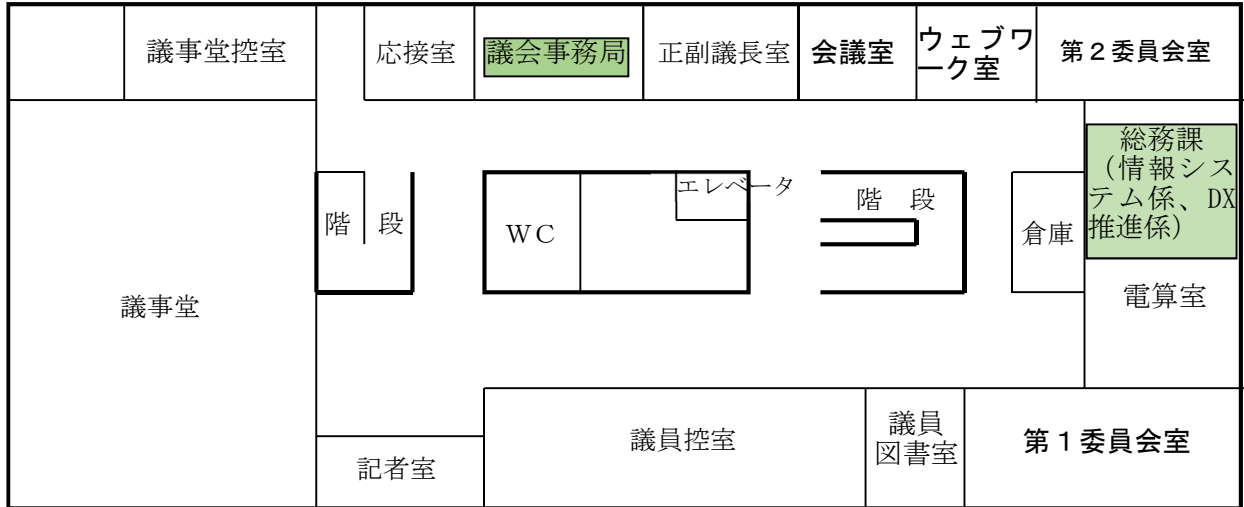 議事堂控室
応接室
議会事務局
正副議長室
会議室
ウェブワ
ーク室
第２委員会室
総務課
（情報シス
テム係、DX
推進係）
エレベータ
階　段
階　段
ＷＣ
倉庫
議事堂
電算室
議員控室
議員
図書室
第１委員会室
記者室